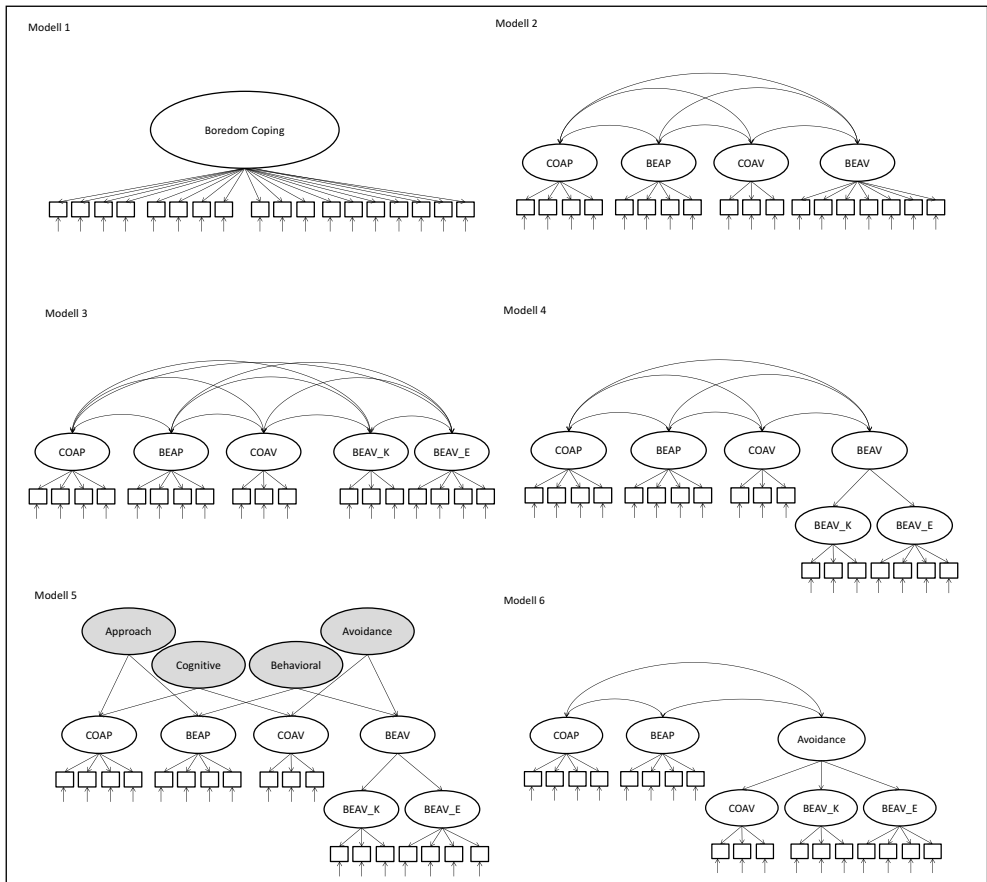 Modell 1
Boredom Coping
Modell 2
COAP BEAP COAV BEAV
Modell 3
COAP BEAP COAV BEAV_K BEAV_E
Modell 4
COAP BEAP COAV BEAV
BEAV_K BEAV_E
Modell 5
Approach Avoidance
Cognitive Behavioral
COAP BEAP COAV BEAV
BEAV_K BEAV_E
Modell 6
COAP BEAP Avoidance
COAV BEAV_K BEAV_E